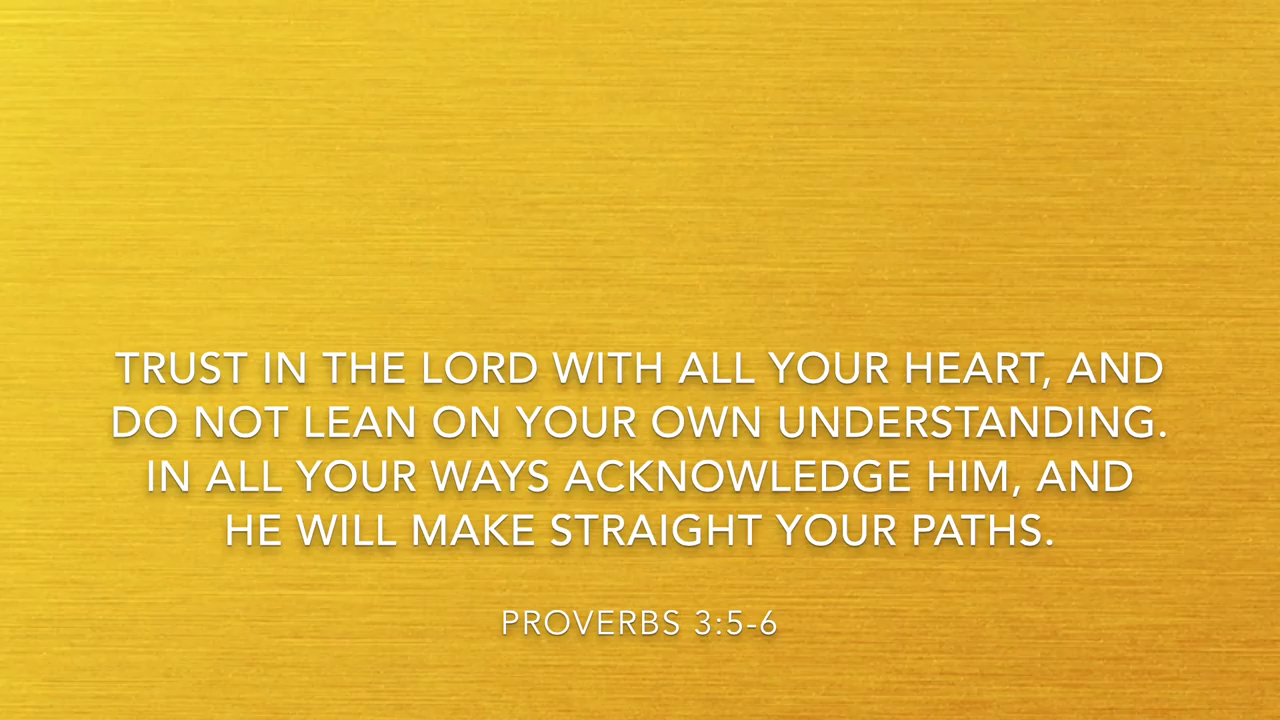 TRUST IN THE LORD WITH ALL YOUR HEART, AND
DO NOT LEAN ON YOUR OWN UNDERSTANDING.
IN ALL YOUR WAYS ACKNOWLEDGE HIM, AND
HE WILL MAKE STRAIGHT YOUR PATHS.
PROVERBS 3:5-6